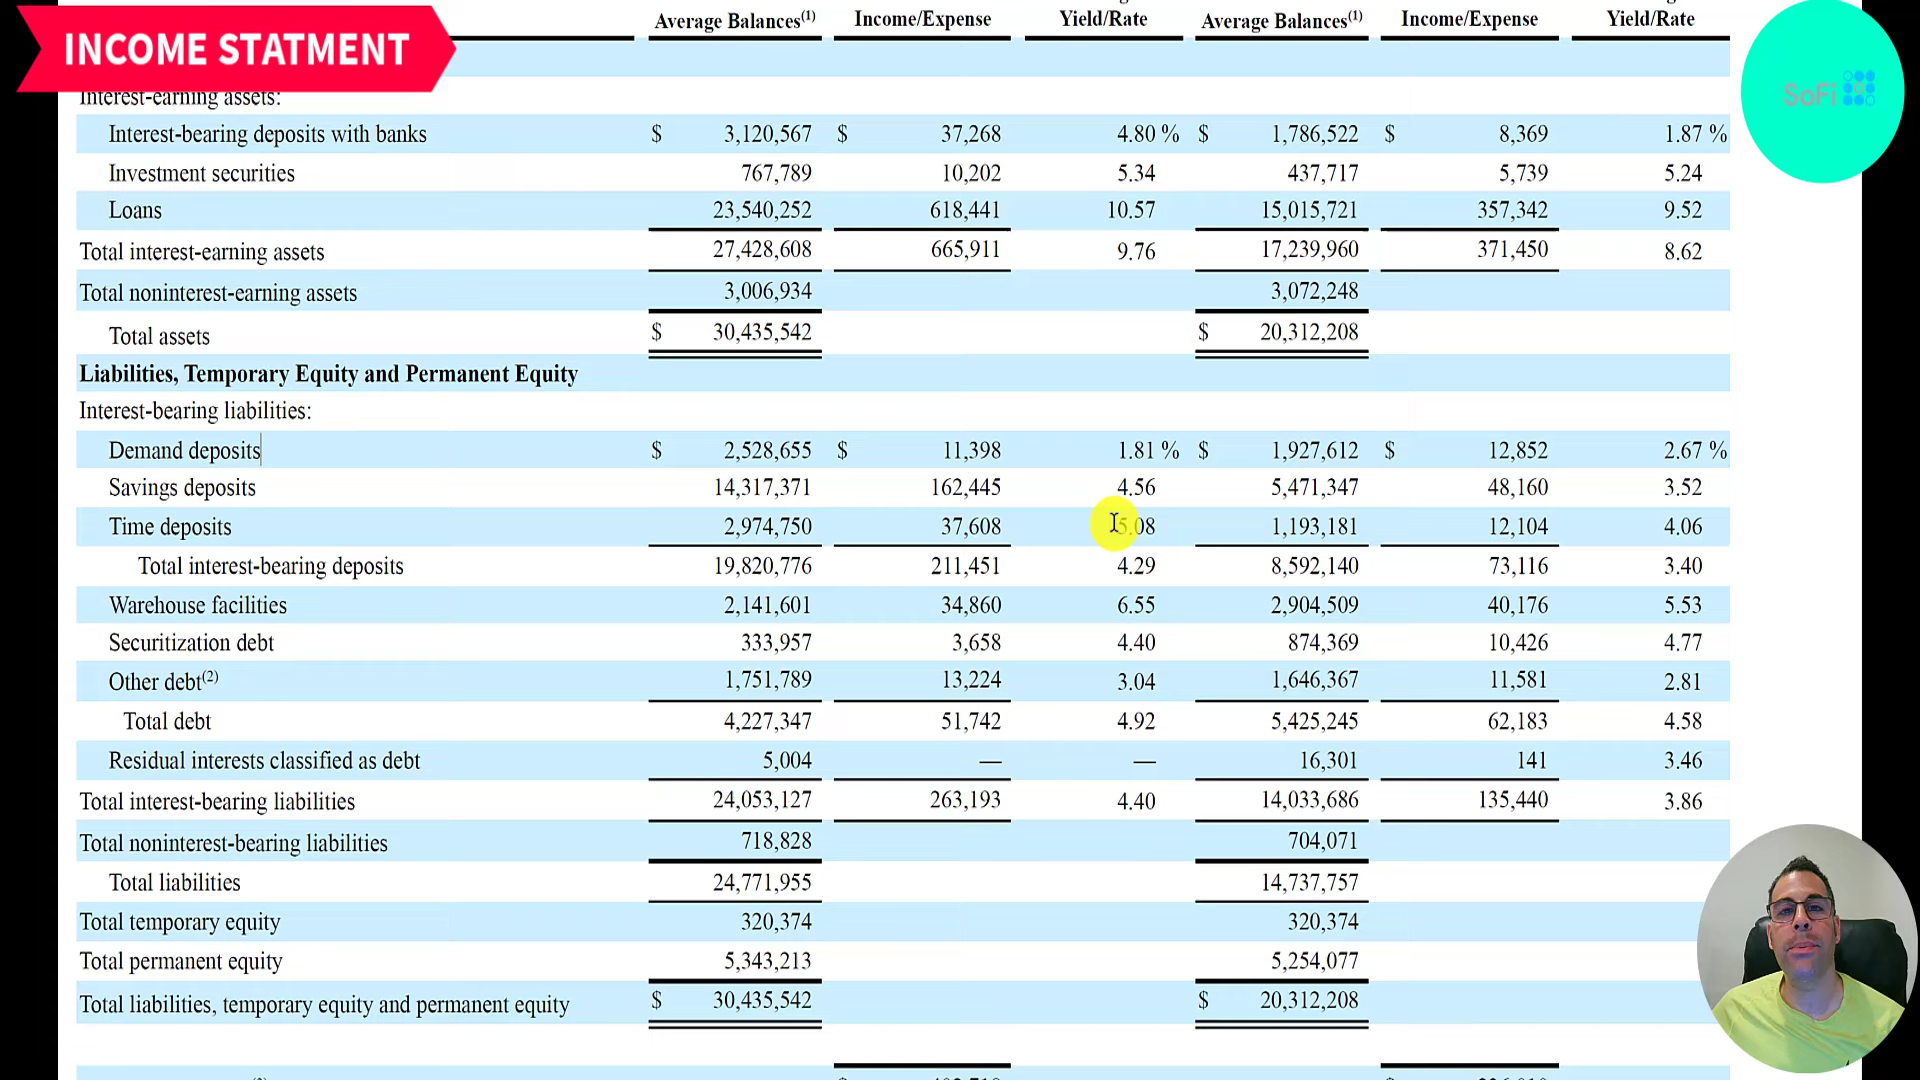 Average Balances(1) Income/Expense Yield/Rate Average Balances(1) Income/Expense Yield/Rate
INCOME STATMENT
SoFi
Interest-earning assets:
Interest-bearing deposits with banks $ 3,120,567 $ 37,268 4.80 % $ 1,786,522 $ 8,369 1.87 %
Investment securities 767,789 10,202 5.34 437,717 5,739 5.24
Loans 23,540,252 618,441 10.57 15,015,721 357,342 9.52
Total interest-earning assets 27,428,608 665,911 9.76 17,239,960 371,450 8.62
Total noninterest-earning assets 3,006,934 3,072,248
Total assets $ 30,435,542 $ 20,312,208
Liabilities, Temporary Equity and Permanent Equity
Interest-bearing liabilities:
Demand deposits $ 2,528,655 $ 11,398 1.81 % $ 1,927,612 $ 12,852 2.67 %
Savings deposits 14,317,371 162,445 4.56 5,471,347 48,160 3.52
Time deposits 2,974,750 37,608 5.08 1,193,181 12,104 4.06
Total interest-bearing deposits 19,820,776 211,451 4.29 8,592,140 73,116 3.40
Warehouse facilities 2,141,601 34,860 6.55 2,904,509 40,176 5.53
Securitization debt 333,957 3,658 4.40 874,369 10,426 4.77
Other debt(2) 1,751,789 13,224 3.04 1,646,367 11,581 2.81
Total debt 4,227,347 51,742 4.92 5,425,245 62,183 4.58
Residual interests classified as debt 5,004 — — 16,301 141 3.46
Total interest-bearing liabilities 24,053,127 263,193 4.40 14,033,686 135,440 3.86
Total noninterest-bearing liabilities 718,828 704,071
Total liabilities 24,771,955 14,737,757
Total temporary equity 320,374 320,374
Total permanent equity 5,343,213 5,254,077
Total liabilities, temporary equity and permanent equity $ 30,435,542 $ 20,312,208